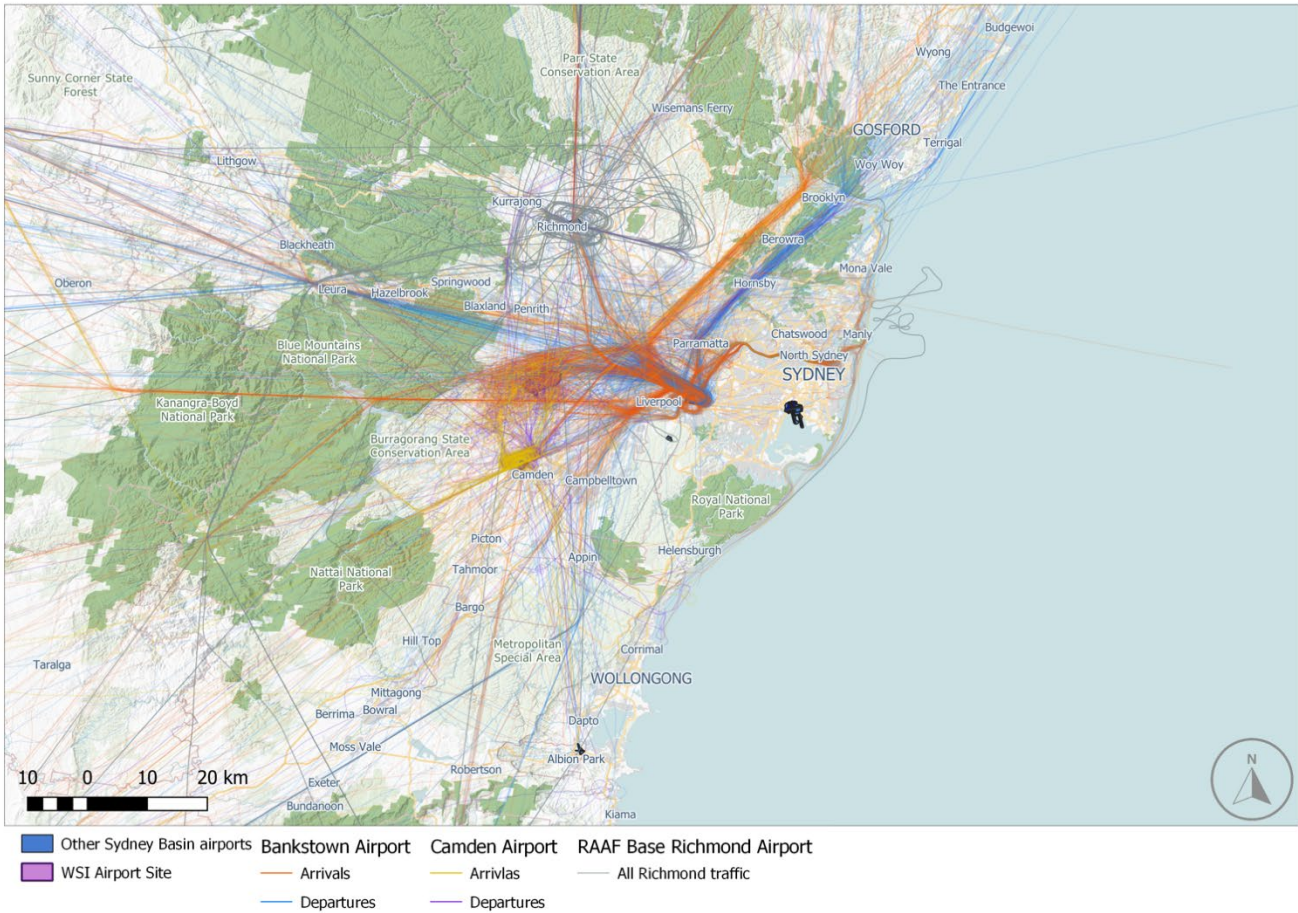 Budgewoi
Wyong
Parr State
Conservation Area
Sunny Corner State
Forest
The Entrance
Wisemans Ferry
GOSFORD
Terrigal
Lithgow
Woy Woy
Kurrajong
Brooklyn
Richmond
Berowra
Blackheath
Mona Vale
Oberon
Springwood
Hornsby
Leura
Hazelbrook
Blaxland
Penrith
Chatswood
Manly
Blue Mountains
National Park
Parramatta
North Sydney
SYDNEY
Kanangra-Boyd
National Park
Liverpool
Burragorang State
Conservation Area
Camden
Campbelltown
Royal National
Park
Picton
Helensburgh
Appin
Nattai National
Park
Tahmoor
Bargo
Hill Top
Metropolitan
Special Area
Corrimal
Taralga
WOLLONGONG
Mittagong
Berrima
Bowral
Dapto
Moss Vale
Albion Park
Robertson
Exeter
Bundanoon
Kiama
10 0 10 20 km
N
Other Sydney Basin airports
WSI Airport Site
Bankstown Airport
Arrivals
Departures
Camden Airport
Arrivlas
Departures
RAAF Base Richmond Airport
All Richmond traffic